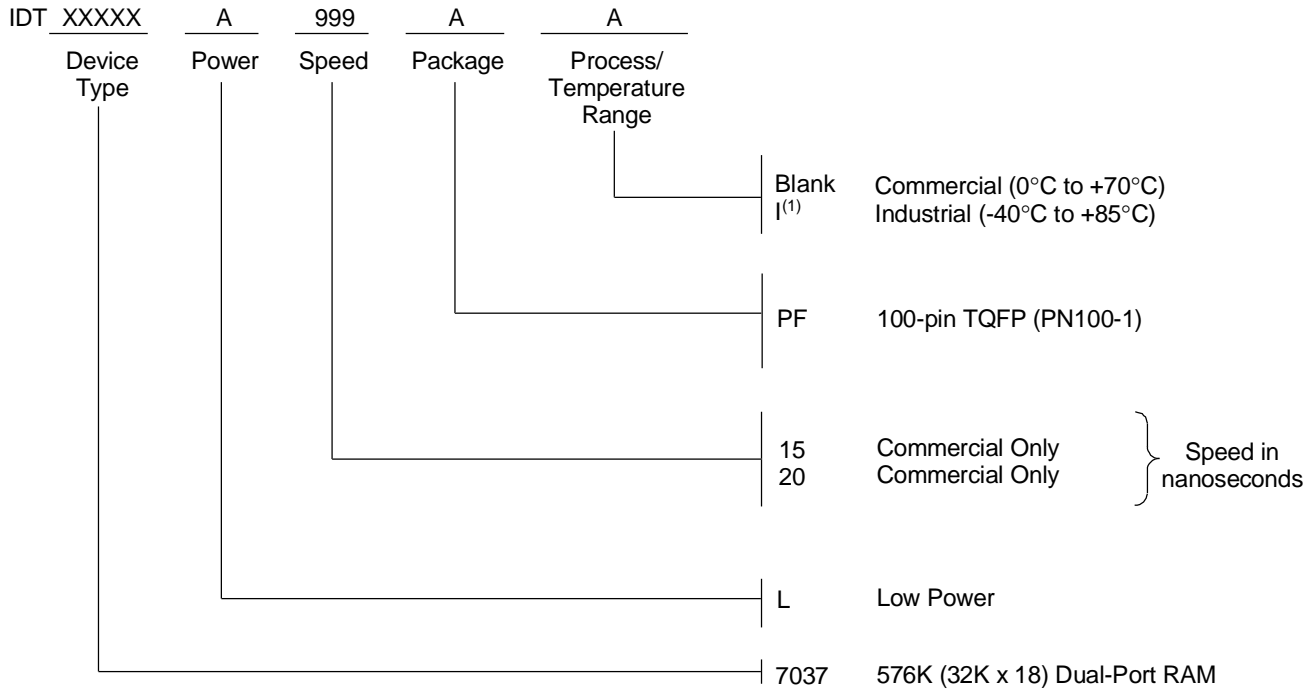 IDT XXXXX A 999 A A
Device Type Power Speed Package Process/ Temperature Range
Blank Commercial (0°C to +70°C)
I(1) Industrial (-40°C to +85°C)
PF 100-pin TQFP (PN100-1)
15 Commercial Only
20 Commercial Only
Speed in
nanoseconds
L Low Power
7037 576K (32K x 18) Dual-Port RAM